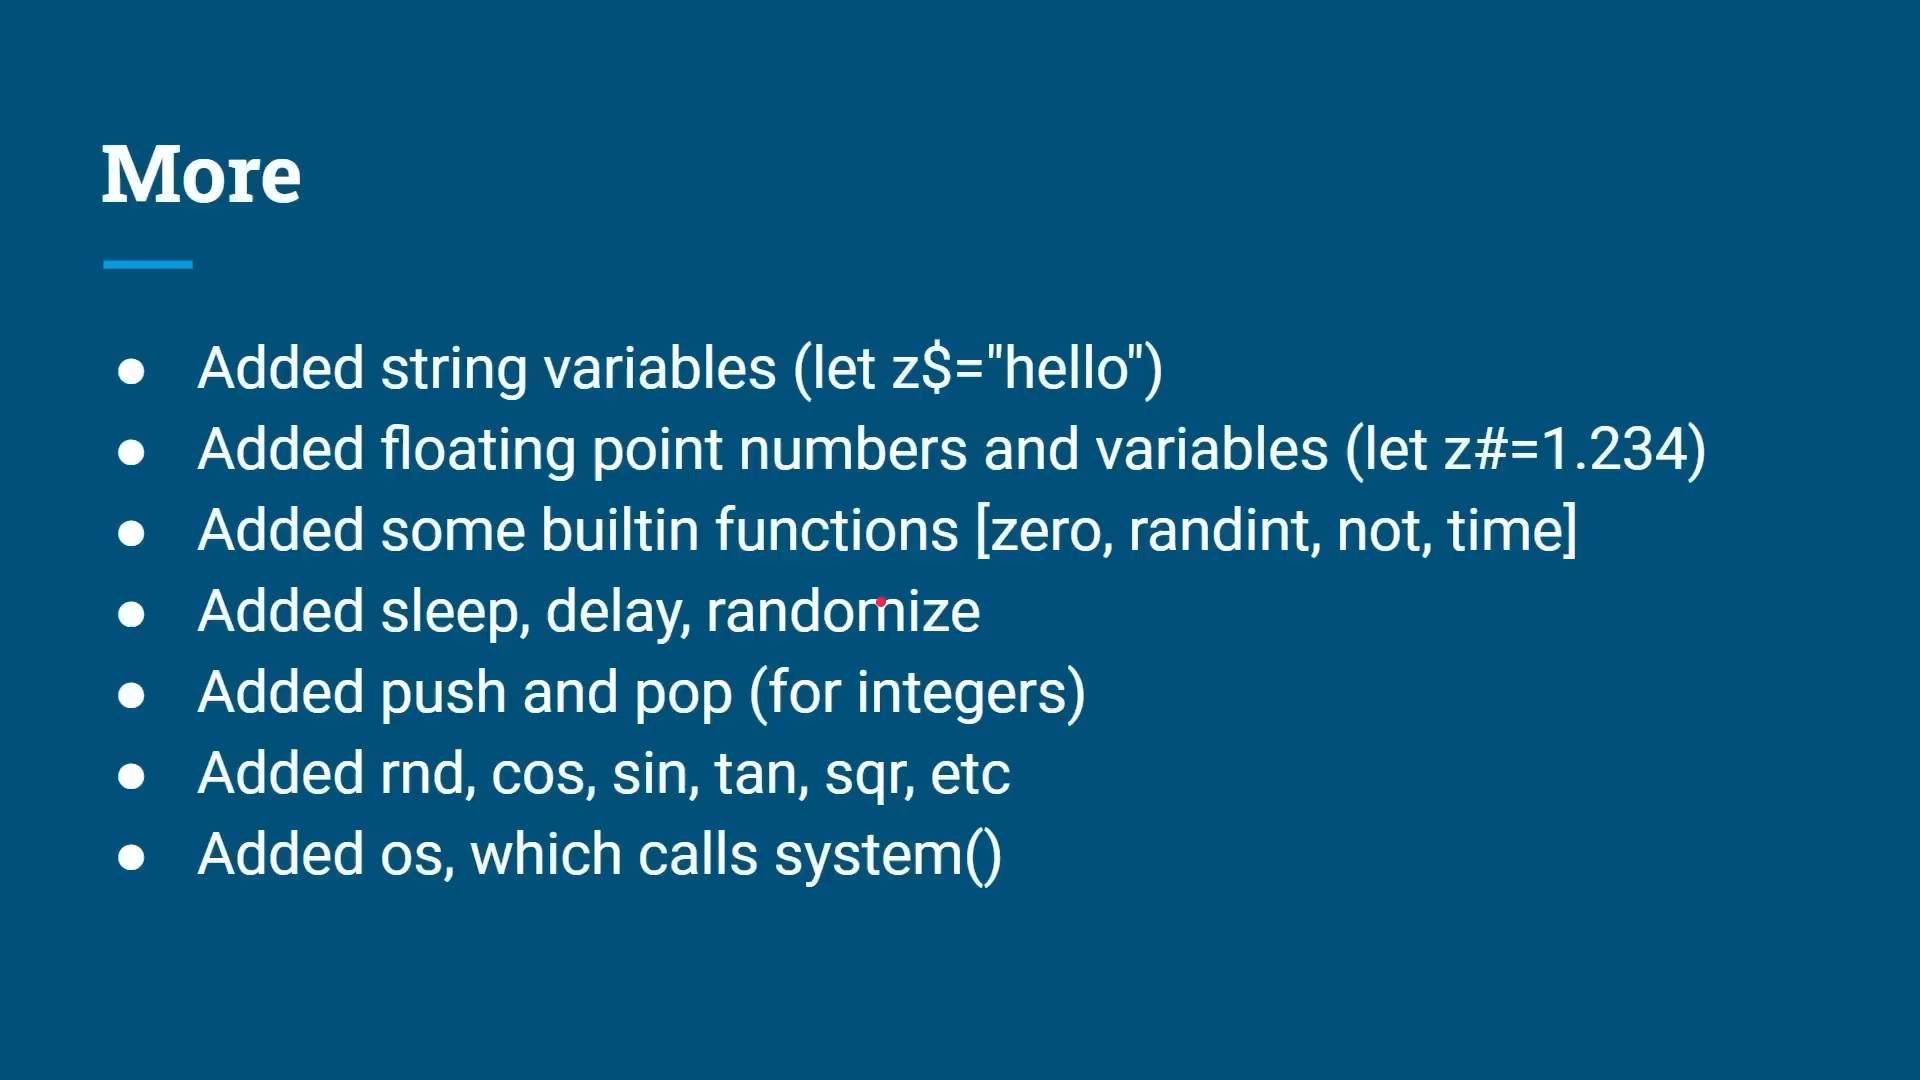 More
● Added string variables (let z$="hello")
● Added floating point numbers and variables (let z#=1.234)
● Added some builtin functions [zero, randint, not, time]
● Added sleep, delay, randomize
● Added push and pop (for integers)
● Added rnd, cos, sin, tan, sqr, etc
● Added os, which calls system()